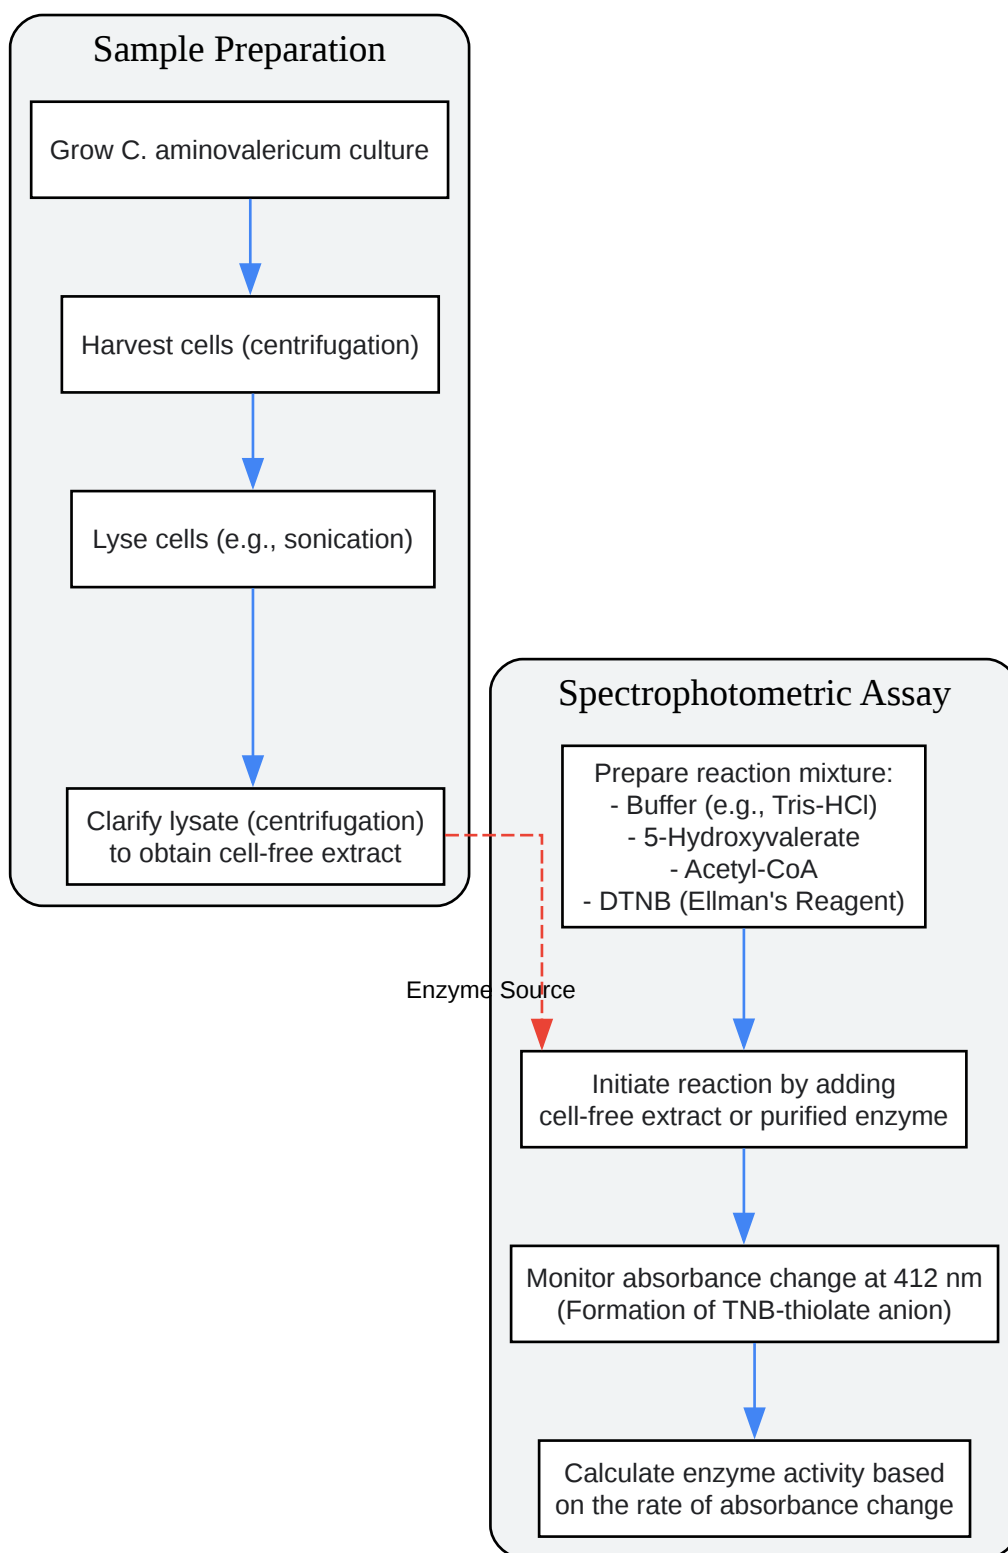 Sample Preparation
Grow C. aminovalericum culture
Harvest cells (centrifugation)
Lyse cells (e.g., sonication)
Clarify lysate (centrifugation)
to obtain cell-free extract
Enzyme Source
Spectrophotometric Assay
Prepare reaction mixture:
- Buffer (e.g., Tris-HCl)
- 5-Hydroxyvalerate
- Acetyl-CoA
- DTNB (Ellman's Reagent)
Initiate reaction by adding
cell-free extract or purified enzyme
Monitor absorbance change at 412 nm
(Formation of TNB-thiolate anion)
Calculate enzyme activity based
on the rate of absorbance change